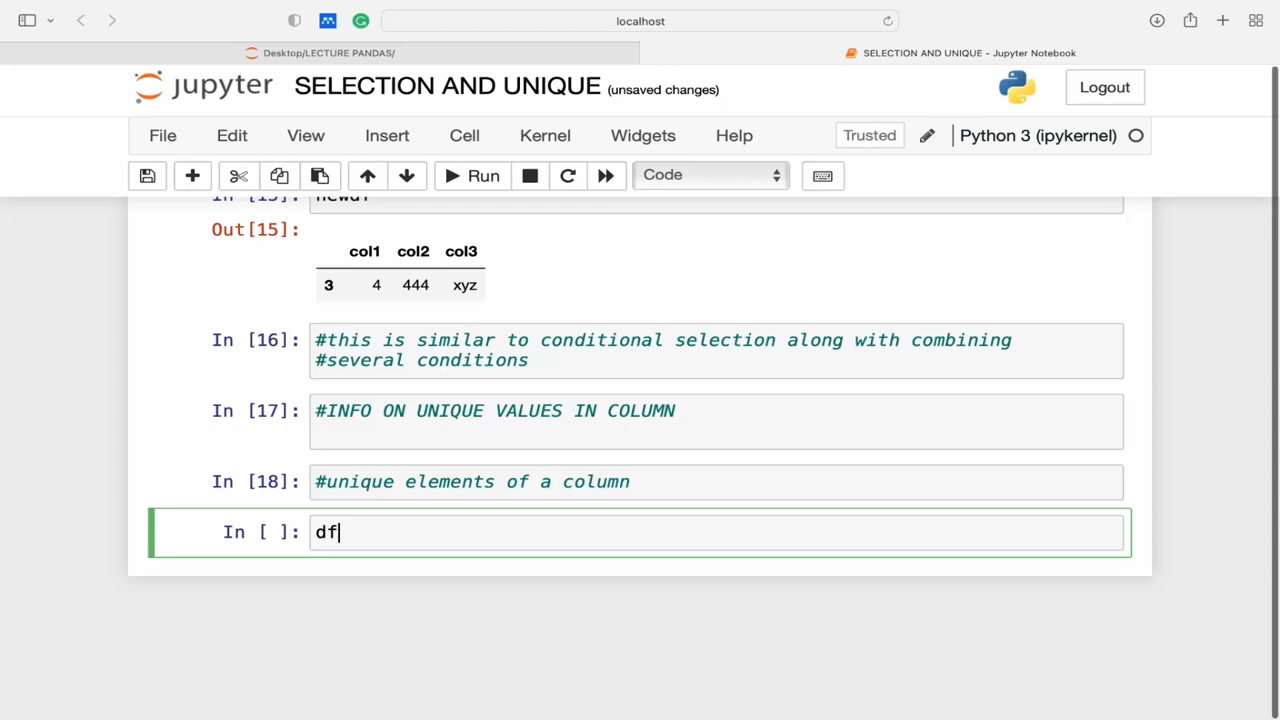 localhost
Desktop/LECTURE PANDAS/
SELECTION AND UNIQUE - Jupyter Notebook
jupyter SELECTION AND UNIQUE (unsaved changes)
Logout
File Edit View Insert Cell Kernel Widgets Help
Trusted
Python 3 (ipykernel)
Run
Code
In [15]: newdf
Out[15]:
col1 col2 col3
3 4 444 xyz
In [16]: #this is similar to conditional selection along with combining
#several conditions
In [17]: #INFO ON UNIQUE VALUES IN COLUMN
In [18]: #unique elements of a column
In [ ]: df